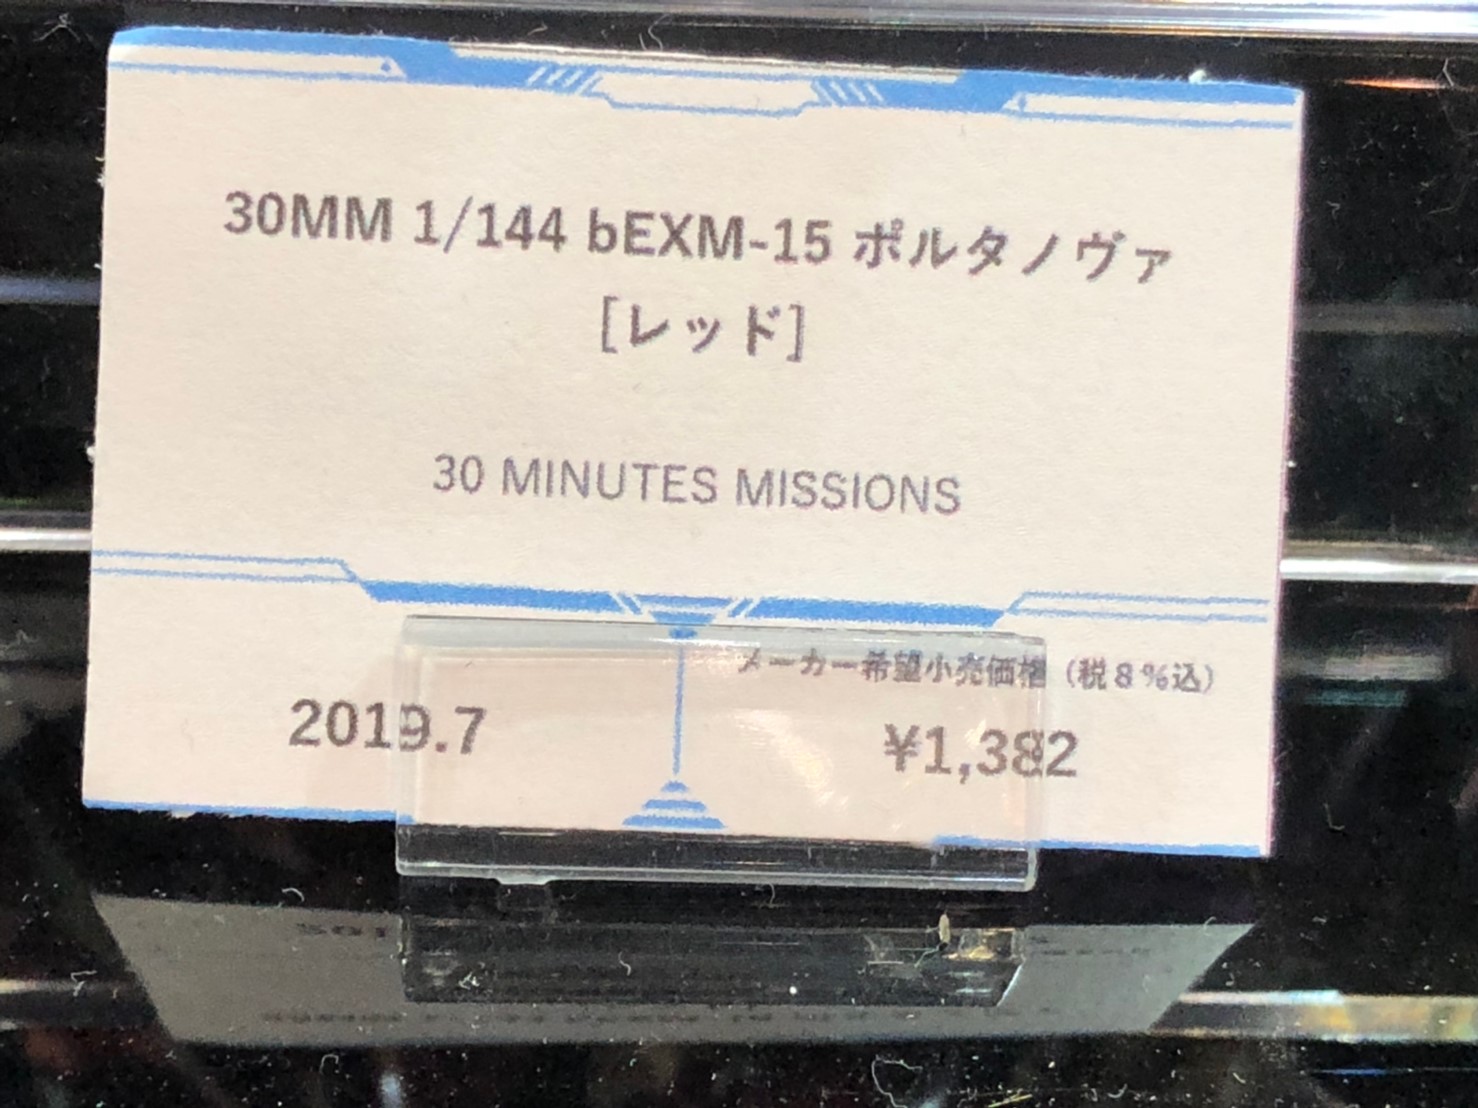 30MM 1/144 bEXM-15 ポルタノヴァ
[レッド]
30 MINUTES MISSIONS
メーカー希望小売価格（税８％込）
2019.7
¥1,382